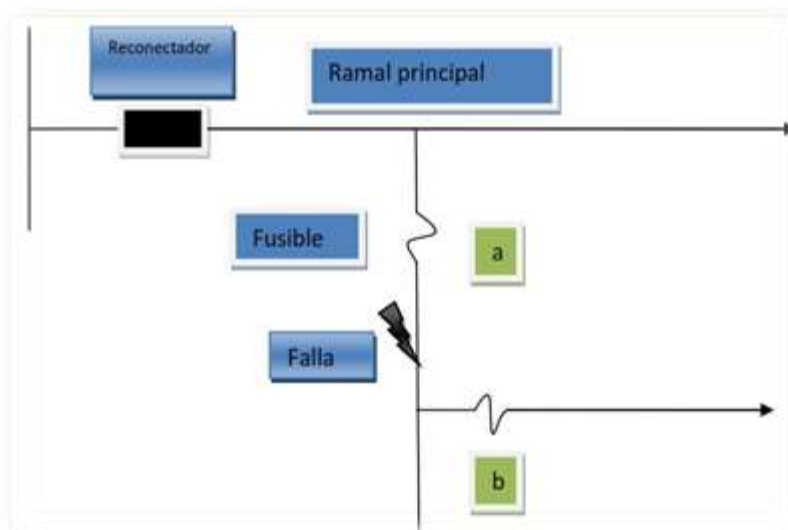 Reconectador
Ramal principal
Fusible
a
Falla
b